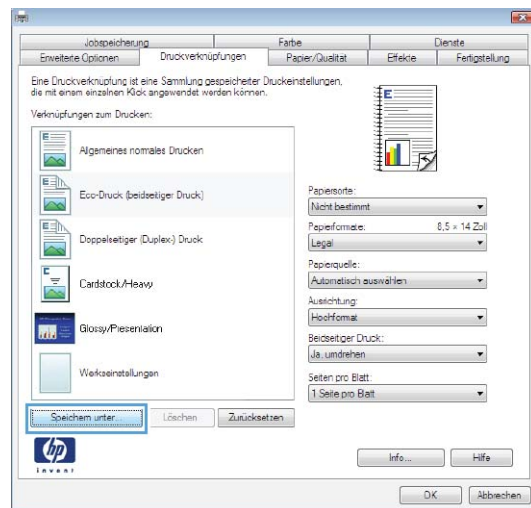 Jobspeicherung Farbe Dienste
Erweiterte Optionen Druckverknüpfungen Papier/Qualität Effekte Fertigstellung
Eine Druckverknüpfung ist eine Sammlung gespeicherter Druckeinstellungen,
die mit einem einzelnen Klick angewendet werden können.
Verknüpfungen zum Drucken:
Allgemeines normales Drucken
Eco-Druck (beidseitiger Druck)
Doppelseitiger (Duplex-) Druck
Cardstock/Heavy
Glossy/Presentation
Werkseinstellungen
Speichern unter... Löschen Zurücksetzen
E
Papiersorte:
Nicht bestimmt
Papierformate: 8,5 × 14 Zoll
Legal
Papierquelle:
Automatisch auswählen
Ausrichtung:
Hochformat
Beidseitiger Druck:
Ja, umdrehen
Seiten pro Blatt:
1 Seite pro Blatt
hp
invent
Info... Hilfe
OK Abbrechen